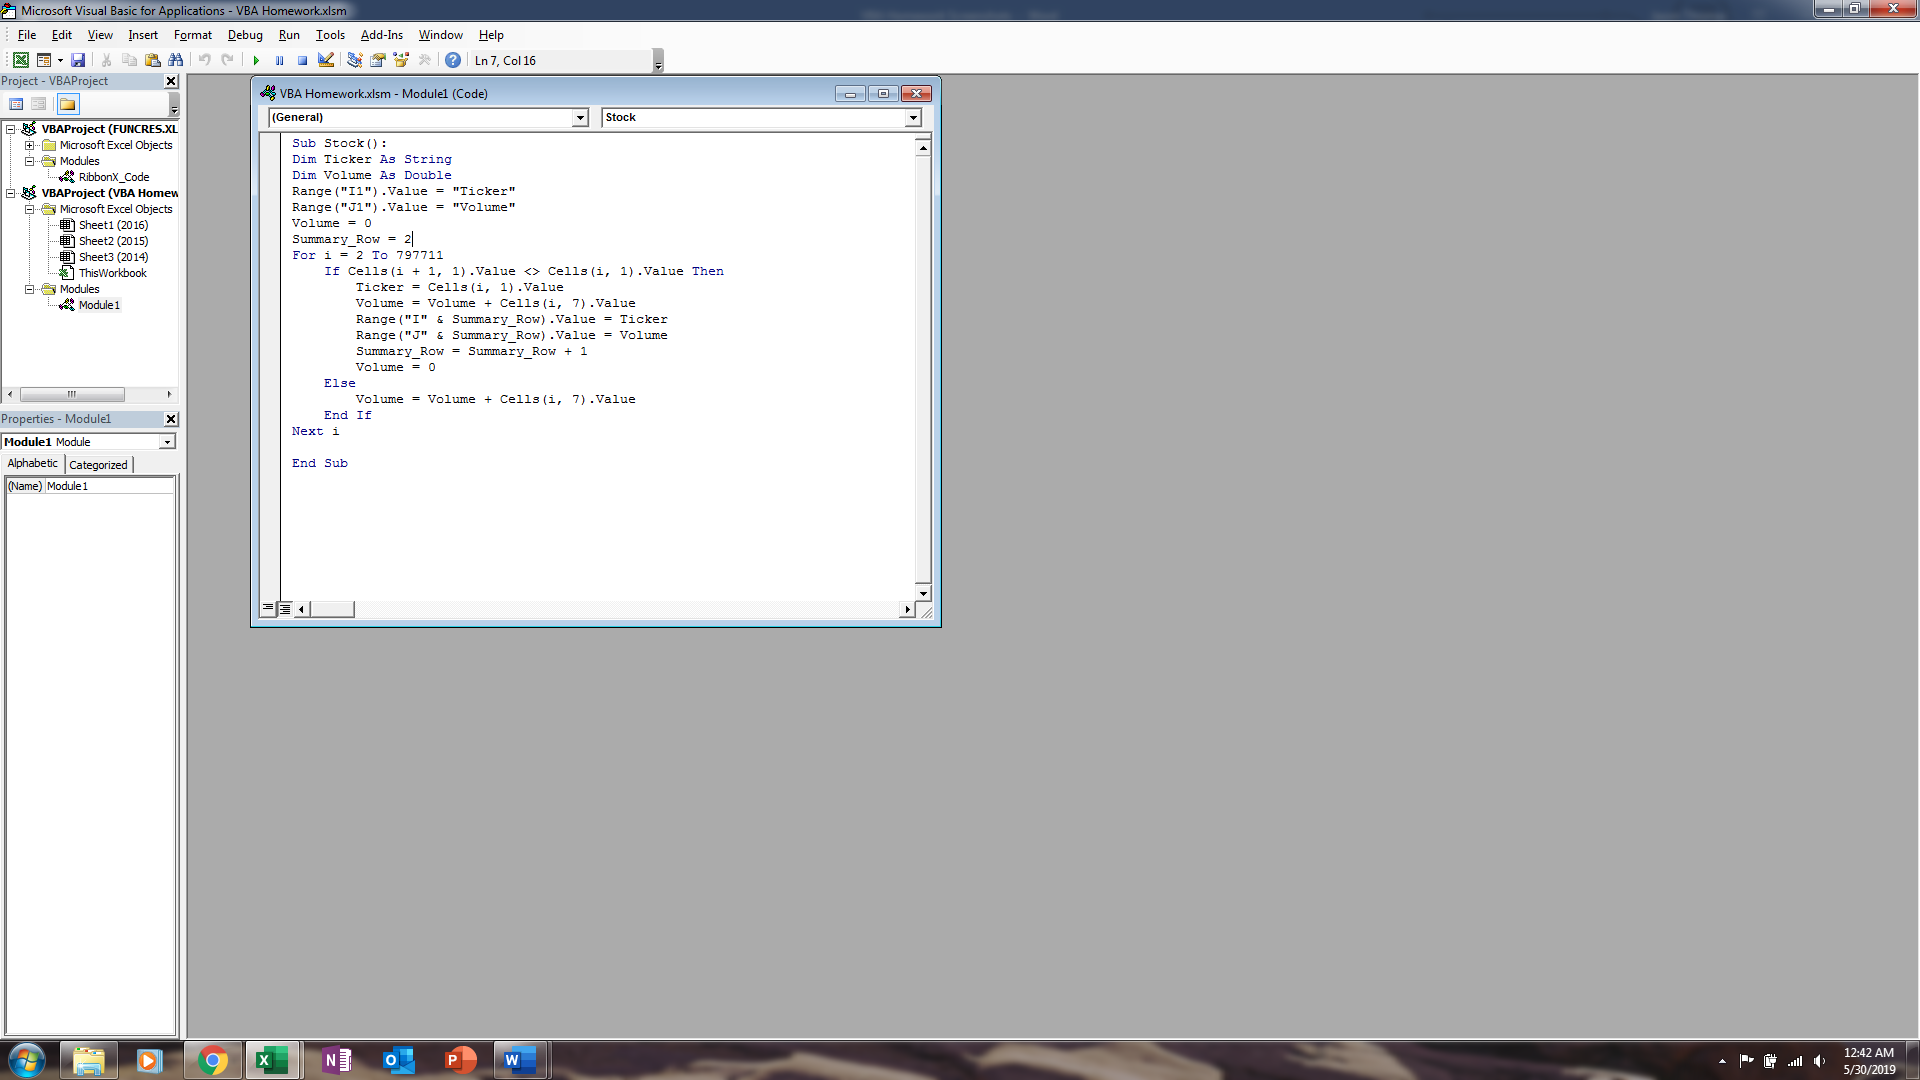 Microsoft Visual Basic for Applications - VBA Homework.xlsm
File Edit View Insert Format Debug Run Tools Add-Ins Window Help
Ln 7, Col 16
Project - VBAProject
VBAProject (FUNCRES.XL
Microsoft Excel Objects
Modules
RibbonX_Code
VBAProject (VBA Homew
Microsoft Excel Objects
Sheet1 (2016)
Sheet2 (2015)
Sheet3 (2014)
ThisWorkbook
Modules
Module1
Properties - Module1
Module1 Module
Alphabetic Categorized
(Name) Module1
VBA Homework.xlsm - Module1 (Code)
(General) Stock
Sub Stock():
Dim Ticker As String
Dim Volume As Double
Range("I1").Value = "Ticker"
Range("J1").Value = "Volume"
Volume = 0
Summary_Row = 2
For i = 2 To 797711
    If Cells(i + 1, 1).Value <> Cells(i, 1).Value Then
        Ticker = Cells(i, 1).Value
        Volume = Volume + Cells(i, 7).Value
        Range("I" & Summary_Row).Value = Ticker
        Range("J" & Summary_Row).Value = Volume
        Summary_Row = Summary_Row + 1
        Volume = 0
    Else
        Volume = Volume + Cells(i, 7).Value
    End If
Next i
End Sub
12:42 AM
5/30/2019